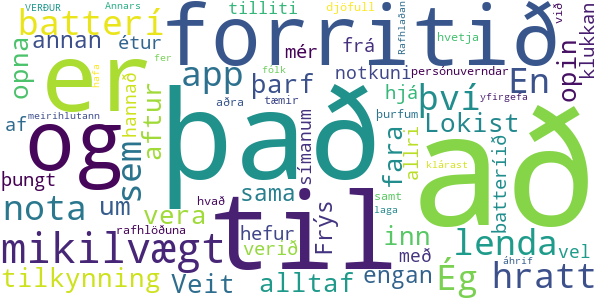 VERÐUR
Annars
tilliti
djöfull
við
batterí
forritið
opin
klukkan
annan
étur
Rafhlaðan
hvetja
opna
mér
frá
er
app
þarf
notkuni
persónuverndar
hafa
fer
fólk
En
yfirgefa
meirihlutann
aðra
tæmir
hjá
því
og
það
að
af
hannað
aftur
sem
símanum
þurfum
allri
Lokist
batteríið
þungt
klárast
sama
fara
nota
um
vera
hvað
Frýs
samt
laga
rafhlöðuna
hefur
inn
lenda
vel
mikilvægt
til
verið
með
áhrif
Ég
tilkynning
Veit
alltaf
engan
hratt